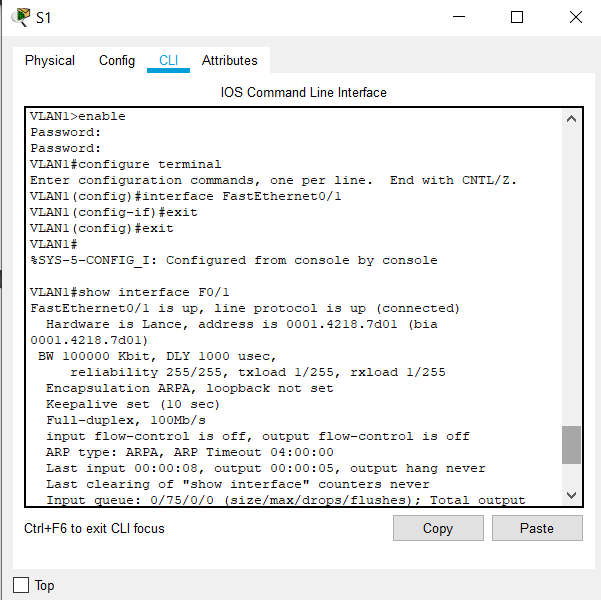 S1
Physical Config CLI Attributes
IOS Command Line Interface
VLAN1>enable
Password:
Password:
VLAN1#configure terminal
Enter configuration commands, one per line.  End with CNTL/Z.
VLAN1(config)#interface FastEthernet0/1
VLAN1(config-if)#exit
VLAN1(config)#exit
VLAN1#
%SYS-5-CONFIG_I: Configured from console by console
VLAN1#show interface F0/1
FastEthernet0/1 is up, line protocol is up (connected)
  Hardware is Lance, address is 0001.4218.7d01 (bia
0001.4218.7d01)
 BW 100000 Kbit, DLY 1000 usec,
     reliability 255/255, txload 1/255, rxload 1/255
  Encapsulation ARPA, loopback not set
  Keepalive set (10 sec)
  Full-duplex, 100Mb/s
  input flow-control is off, output flow-control is off
  ARP type: ARPA, ARP Timeout 04:00:00
  Last input 00:00:08, output 00:00:05, output hang never
  Last clearing of "show interface" counters never
  Input queue: 0/75/0/0 (size/max/drops/flushes); Total output
Ctrl+F6 to exit CLI focus
Copy
Paste
Top